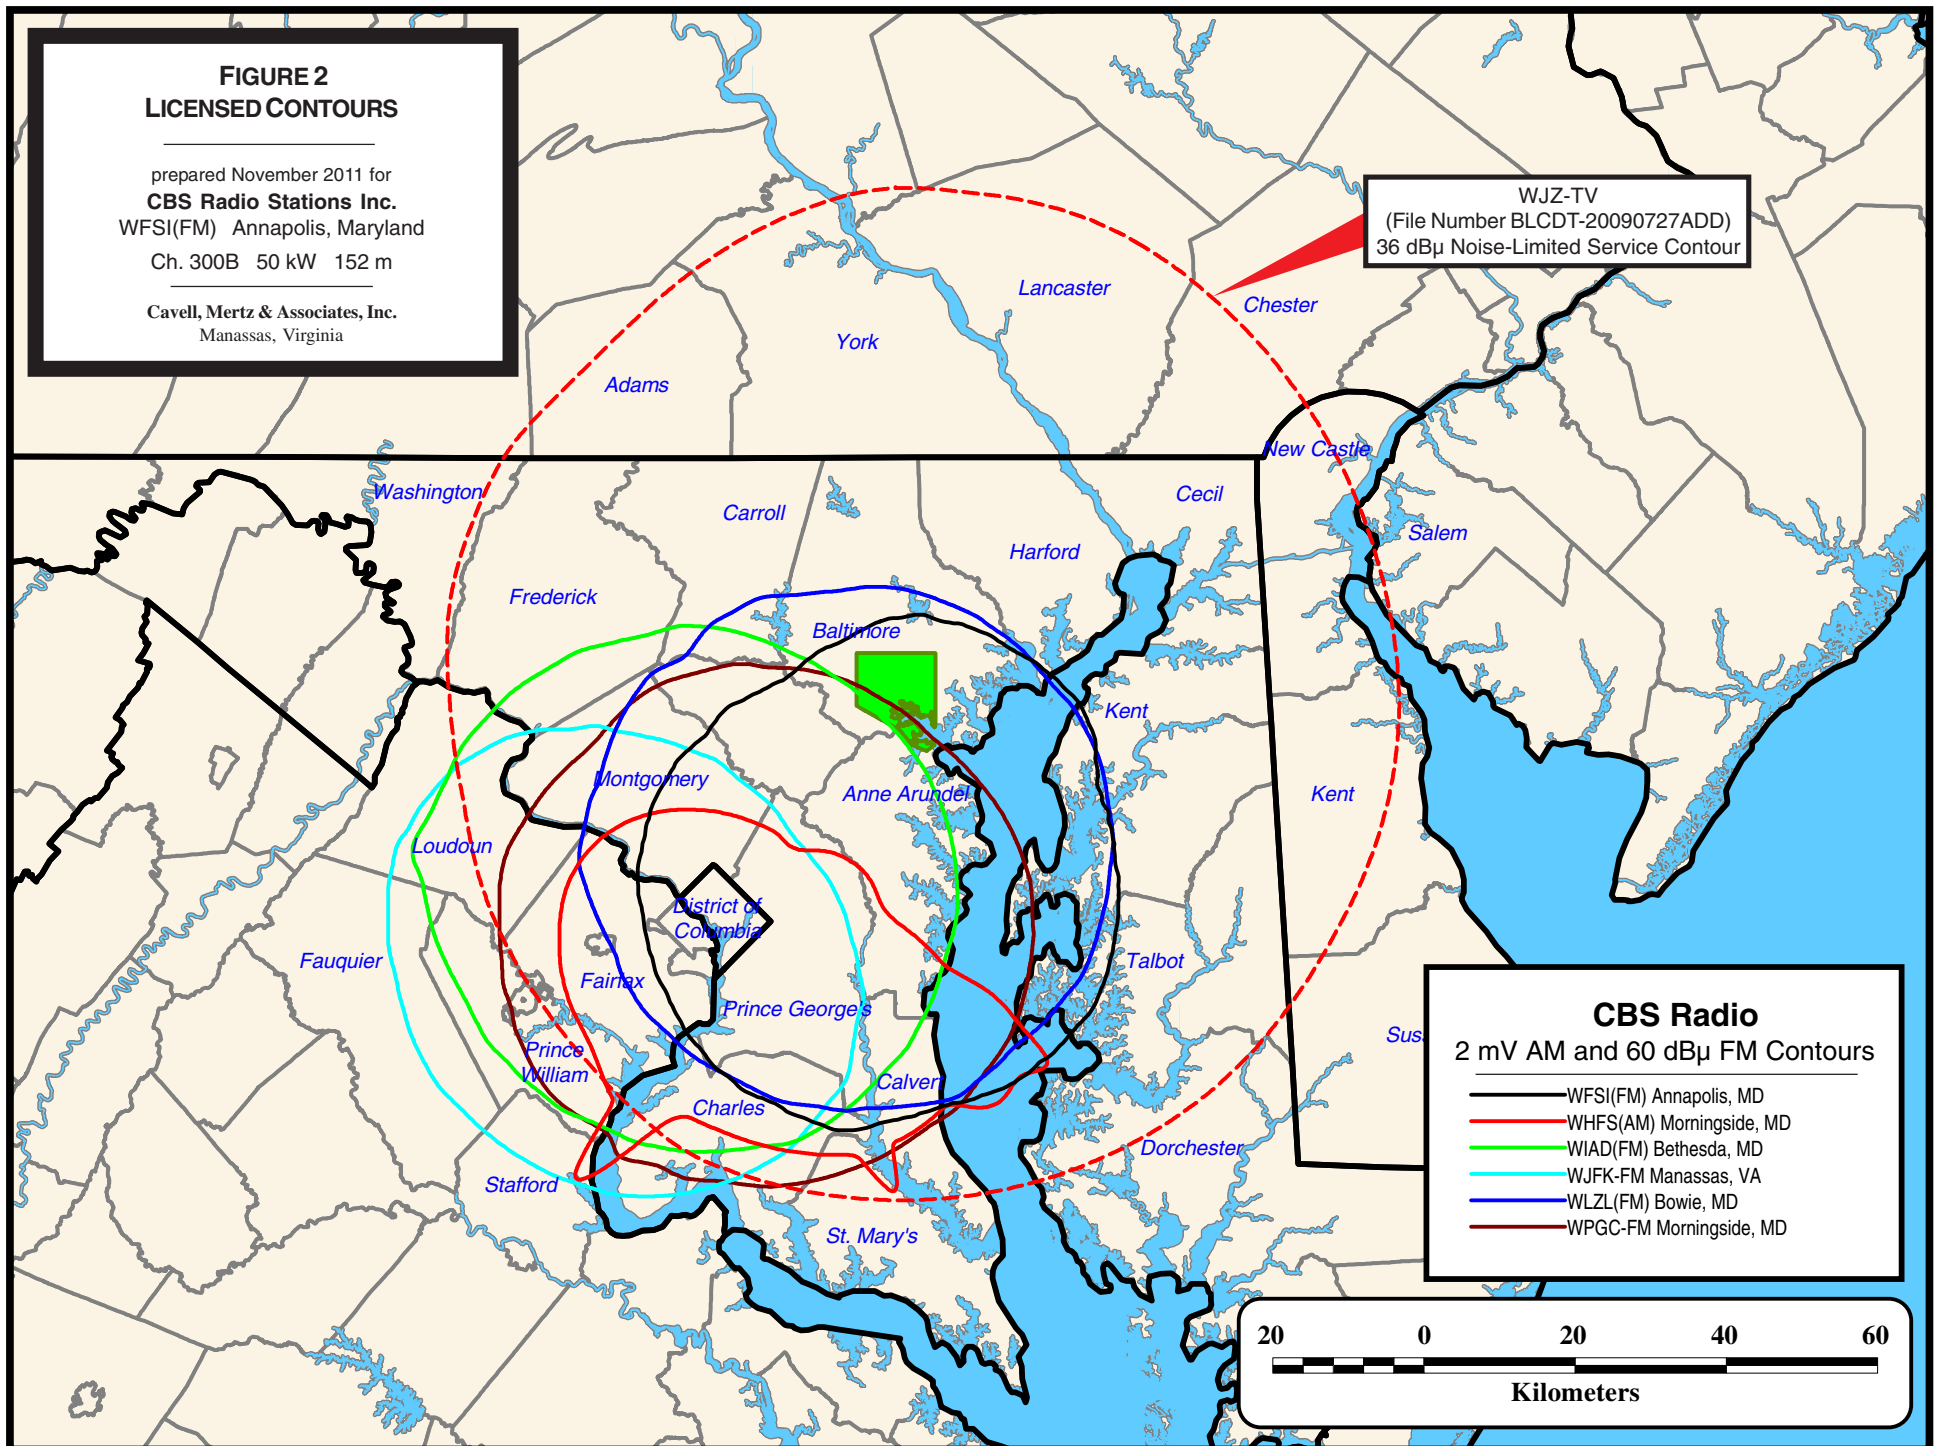 FIGURE 2
LICENSED CONTOURS
prepared November 2011 for
CBS Radio Stations Inc.
WFSI(FM) Annapolis, Maryland
Ch. 300B 50 kW 152 m
Cavell, Mertz & Associates, Inc.
Manassas, Virginia
WJZ-TV
(File Number BLCDT-20090727ADD)
36 dBµ Noise-Limited Service Contour
Lancaster
Chester
York
Adams
New Castle
Washington
Cecil
Carroll
Salem
Harford
Frederick
Baltimore
Kent
Montgomery
Anne Arundel
Kent
Loudoun
District of
Columbia
Fauquier
Talbot
Fairfax
Prince George's
Sus
Prince
William
Calvert
Charles
Dorchester
Stafford
St. Mary's
CBS Radio
2 mV AM and 60 dBµ FM Contours
WFSI(FM) Annapolis, MD
WHFS(AM) Morningside, MD
WIAD(FM) Bethesda, MD
WJFK-FM Manassas, VA
WLZL(FM) Bowie, MD
WPGC-FM Morningside, MD
20 0 20 40 60
Kilometers